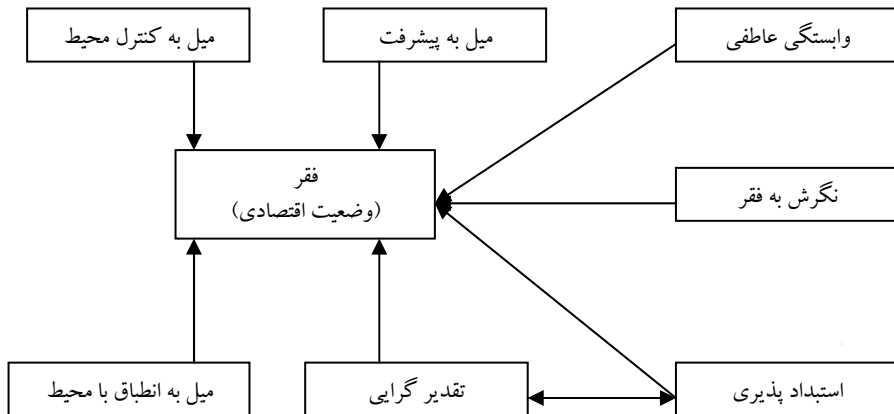 وابستگی عاطفی
میل به پیشرفت
میل به کنترل محیط
نگرش به فقر
فقر
(وضعیت اقتصادی)
استبداد پذیری
تقدیر گرایی
میل به انطباق با محیط